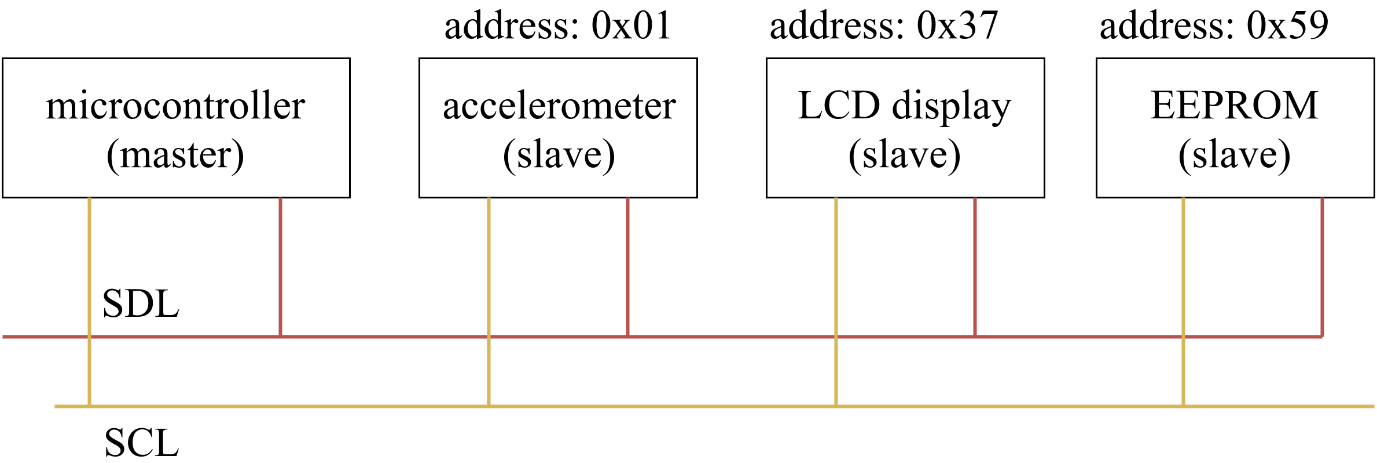 address: 0x01
address: 0x37
address: 0x59
microcontroller
(master)
accelerometer
(slave)
LCD display
(slave)
EEPROM
(slave)
SDL
SCL